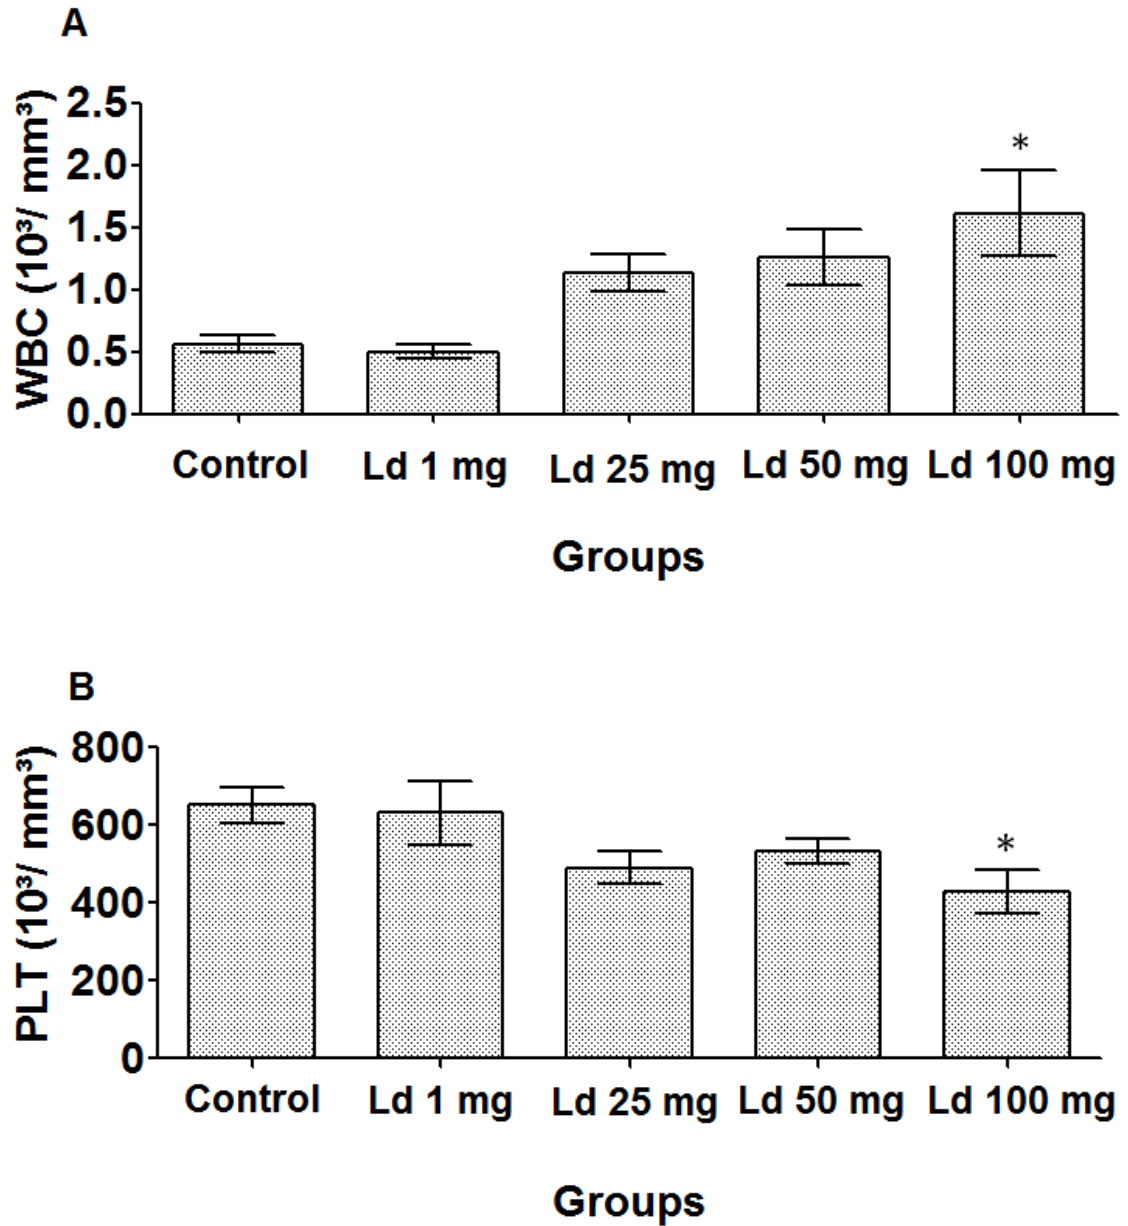 A
WBC (10³/ mm³)
2.5
2.0
1.5
1.0
0.5
0.0
*
Control Ld 1 mg Ld 25 mg Ld 50 mg Ld 100 mg
Groups
B
PLT (10³/ mm³)
800
600
400
200
0
*
Control Ld 1 mg Ld 25 mg Ld 50 mg Ld 100 mg
Groups